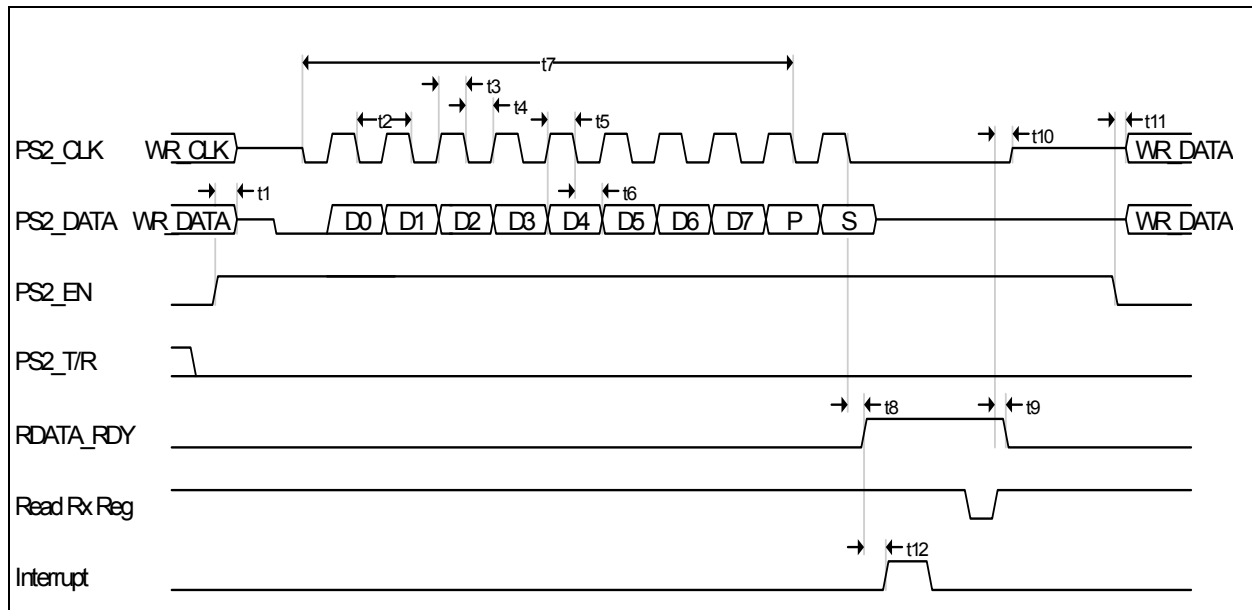 t7
t3
t2 t4 t5
PS2_CLK WR_CLK t10 t11 WR_DATA
t1 t6
PS2_DATA WR_DATA D0 D1 D2 D3 D4 D5 D6 D7 P S WR_DATA
PS2_EN
PS2_T/R
t8 t9
RDATA_RDY
Read Rx Reg
t12
Interrupt